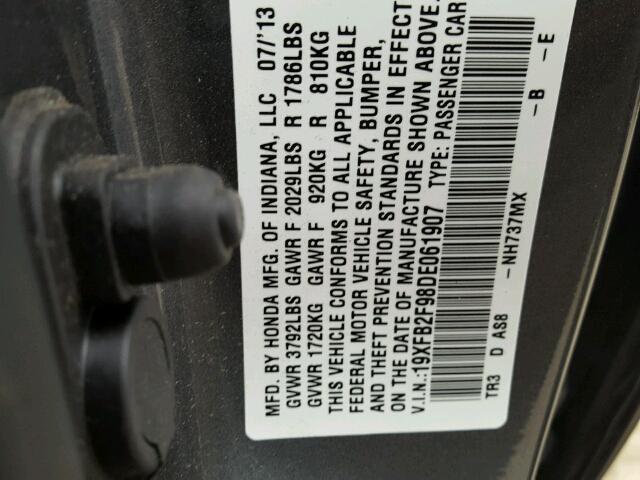 MFD. BY HONDA MFG. OF INDIANA, LLC 07/'13
GVWR 3792LBS GAWR F 2029LBS R 1786LBS
GVWR 1720KG GAWR F 920KG R 810KG
THIS VEHICLE CONFORMS TO ALL APPLICABLE
FEDERAL MOTOR VEHICLE SAFETY, BUMPER,
AND THEFT PREVENTION STANDARDS IN EFFECT
ON THE DATE OF MANUFACTURE SHOWN ABOVE.
V.I.N.:19XFB2F98DE061907 TYPE: PASSENGER CAR
TR3 D AS8 -NH737MX -B -E